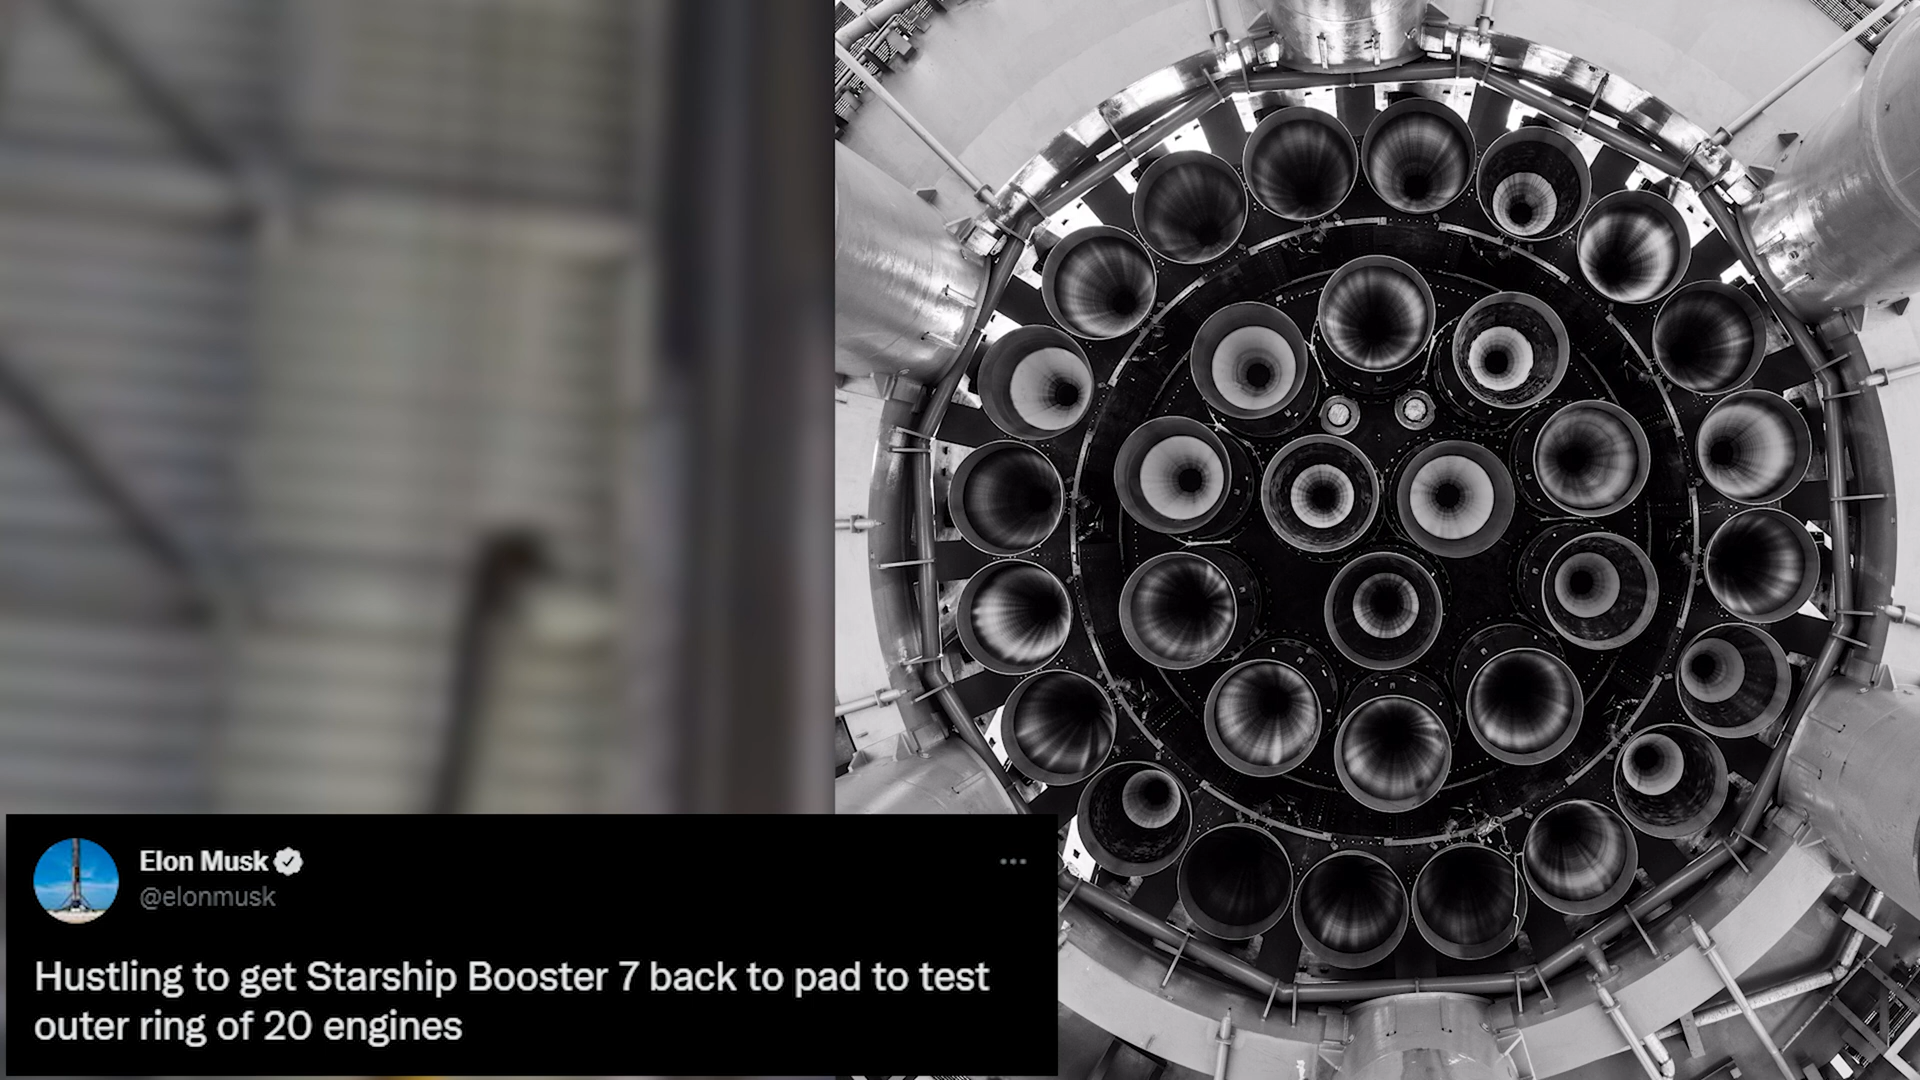 Elon Musk
@elonmusk
Hustling to get Starship Booster 7 back to pad to test
outer ring of 20 engines